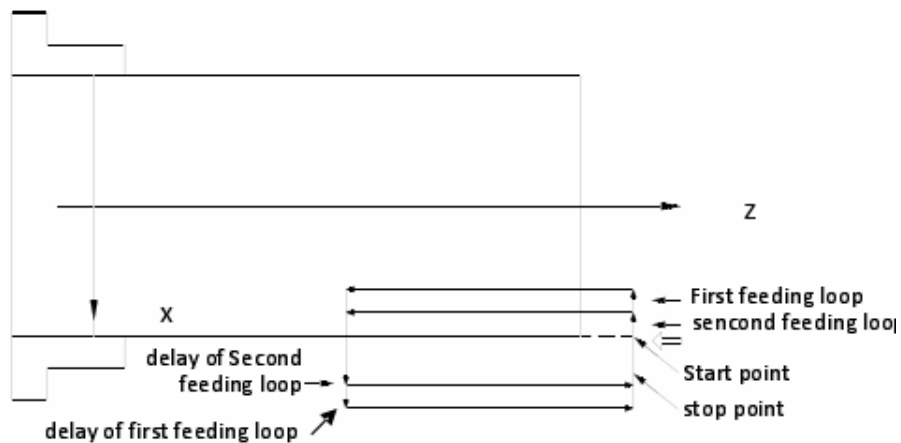 Z
First feeding loop
X
sencond feeding loop
delay of Second
feeding loop
Start point
stop point
delay of first feeding loop